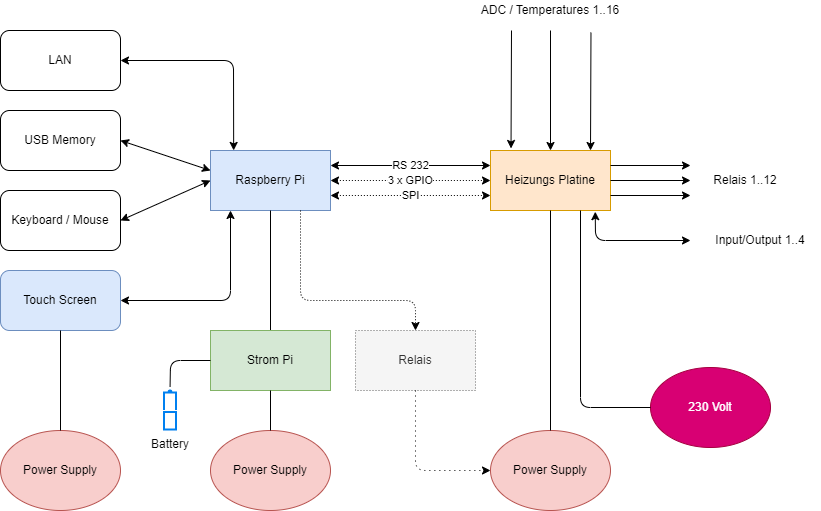 ADC / Temperatures 1..16
LAN
USB Memory
Keyboard / Mouse
Touch Screen
Raspberry Pi
RS 232
3 x GPIO
SPI
Heizungs Platine
Relais 1..12
Input/Output 1..4
Strom Pi
Relais
230 Volt
Battery
Power Supply
Power Supply
Power Supply